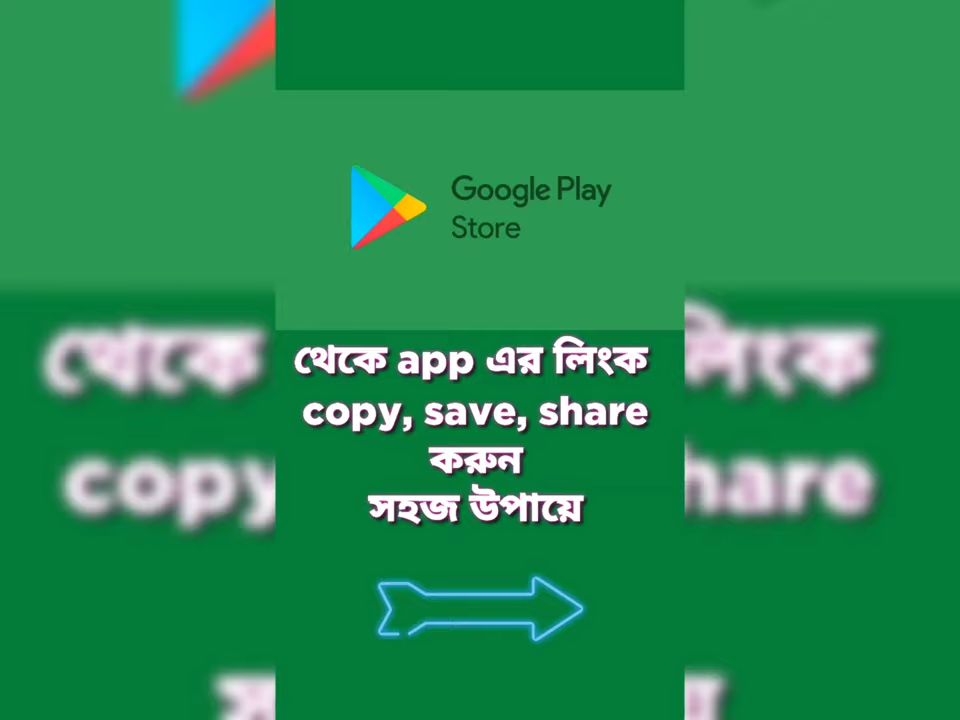 Google Play
Store
থেকে app এর লিংক
copy, save, share
করুন
সহজ উপায়ে